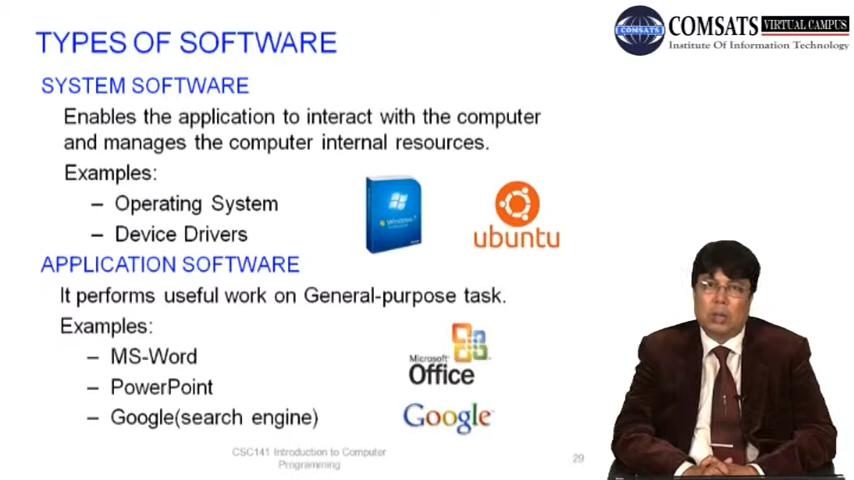 TYPES OF SOFTWARE
COMSATS VIRTUAL CAMPUS
COMSATS
Institute Of Information Technology
SYSTEM SOFTWARE
Enables the application to interact with the computer
and manages the computer internal resources.
Examples:
– Operating System
– Device Drivers
Windows 7
ubuntu
APPLICATION SOFTWARE
It performs useful work on General-purpose task.
Examples:
– MS-Word
– PowerPoint
– Google(search engine)
Microsoft
Office
Google
CSC141 Introduction to Computer
Programming
29